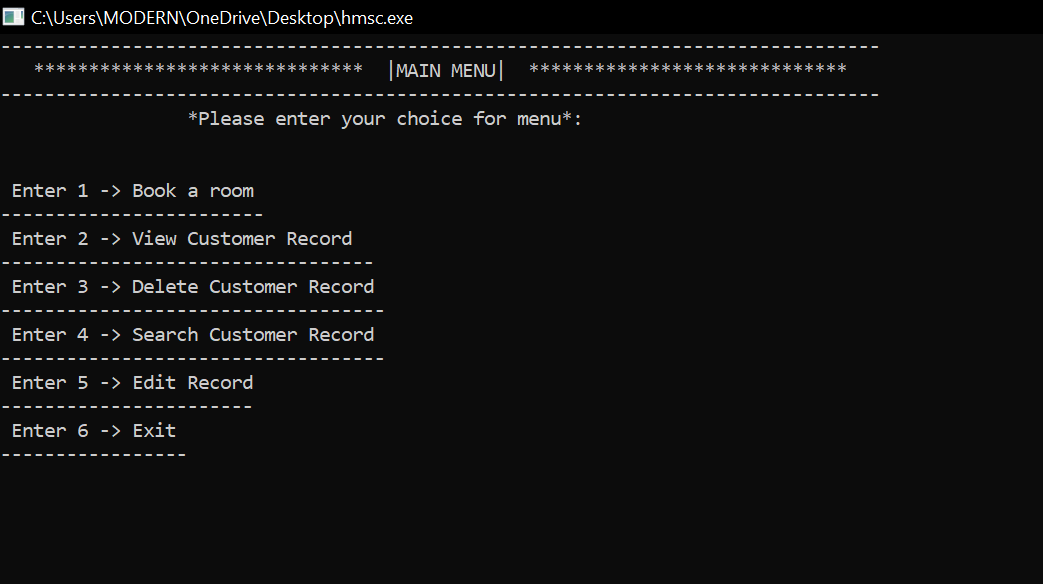 C:\Users\MODERN\OneDrive\Desktop\hmsc.exe
--------------------------------------------------------------------------------
****************************** |MAIN MENU| *****************************
--------------------------------------------------------------------------------
*Please enter your choice for menu*:
Enter 1 -> Book a room
------------------------
Enter 2 -> View Customer Record
----------------------------------
Enter 3 -> Delete Customer Record
-----------------------------------
Enter 4 -> Search Customer Record
-----------------------------------
Enter 5 -> Edit Record
-----------------------
Enter 6 -> Exit
-----------------